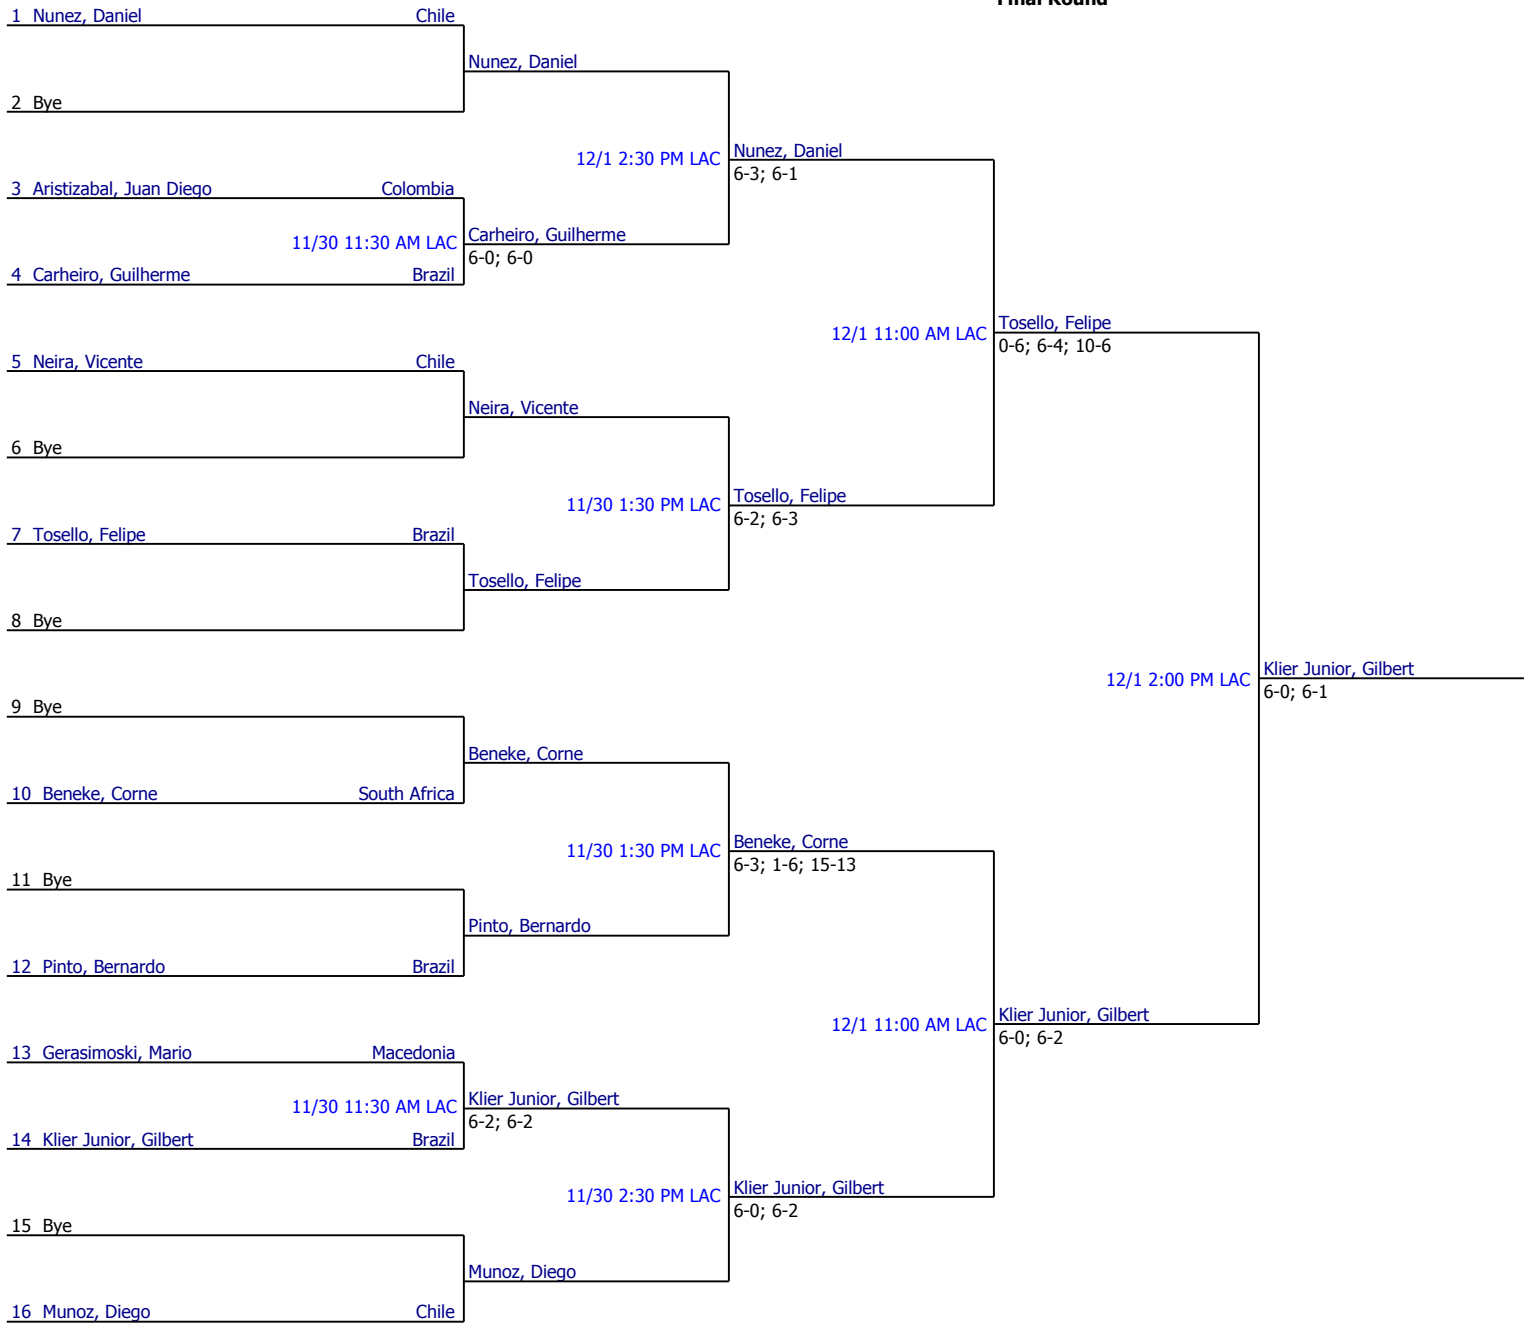 Final Round
1 Nunez, Daniel Chile
Nunez, Daniel
2 Bye
12/1 2:30 PM LAC Nunez, Daniel
6-3; 6-1
3 Aristizabal, Juan Diego Colombia
11/30 11:30 AM LAC Carheiro, Guilherme
6-0; 6-0
4 Carheiro, Guilherme Brazil
12/1 11:00 AM LAC Tosello, Felipe
0-6; 6-4; 10-6
5 Neira, Vicente Chile
Neira, Vicente
6 Bye
11/30 1:30 PM LAC Tosello, Felipe
6-2; 6-3
7 Tosello, Felipe Brazil
Tosello, Felipe
8 Bye
12/1 2:00 PM LAC Klier Junior, Gilbert
6-0; 6-1
9 Bye
Beneke, Corne
10 Beneke, Corne South Africa
11/30 1:30 PM LAC Beneke, Corne
6-3; 1-6; 15-13
11 Bye
Pinto, Bernardo
12 Pinto, Bernardo Brazil
12/1 11:00 AM LAC Klier Junior, Gilbert
6-0; 6-2
13 Gerasimoski, Mario Macedonia
11/30 11:30 AM LAC Klier Junior, Gilbert
6-2; 6-2
14 Klier Junior, Gilbert Brazil
11/30 2:30 PM LAC Klier Junior, Gilbert
6-0; 6-2
15 Bye
Munoz, Diego
16 Munoz, Diego Chile